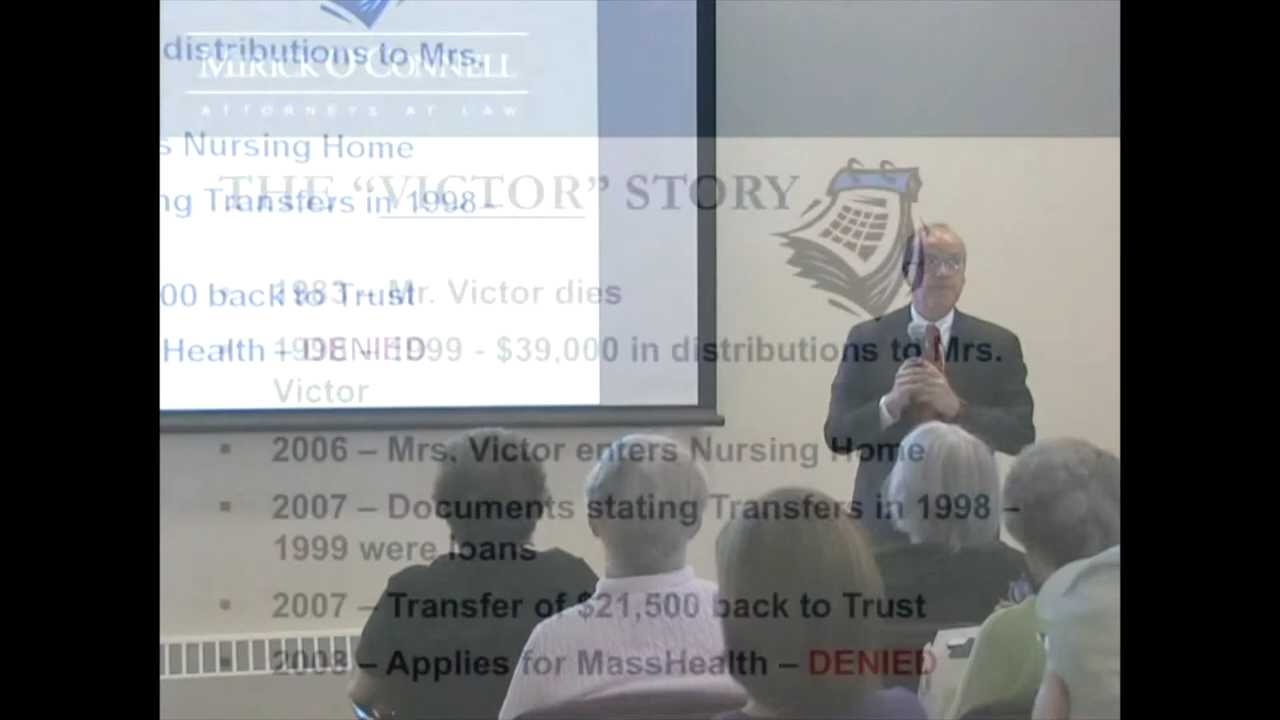 distributions to Mrs.
MIRICK O'CONNELL
ATTORNEYS AT LAW
s Nursing Home
THE “VICTOR” STORY
ng Transfers in 1998 -
1983 – Mr. Victor dies
00 back to Trust
1998 – 1999 - $39,000 in distributions to Mrs.
Health – DENIED
Victor
2006 – Mrs. Victor enters Nursing Home
2007 – Documents stating Transfers in 1998 –
1999 were loans
2007 – Transfer of $21,500 back to Trust
2008 – Applies for MassHealth – DENIED